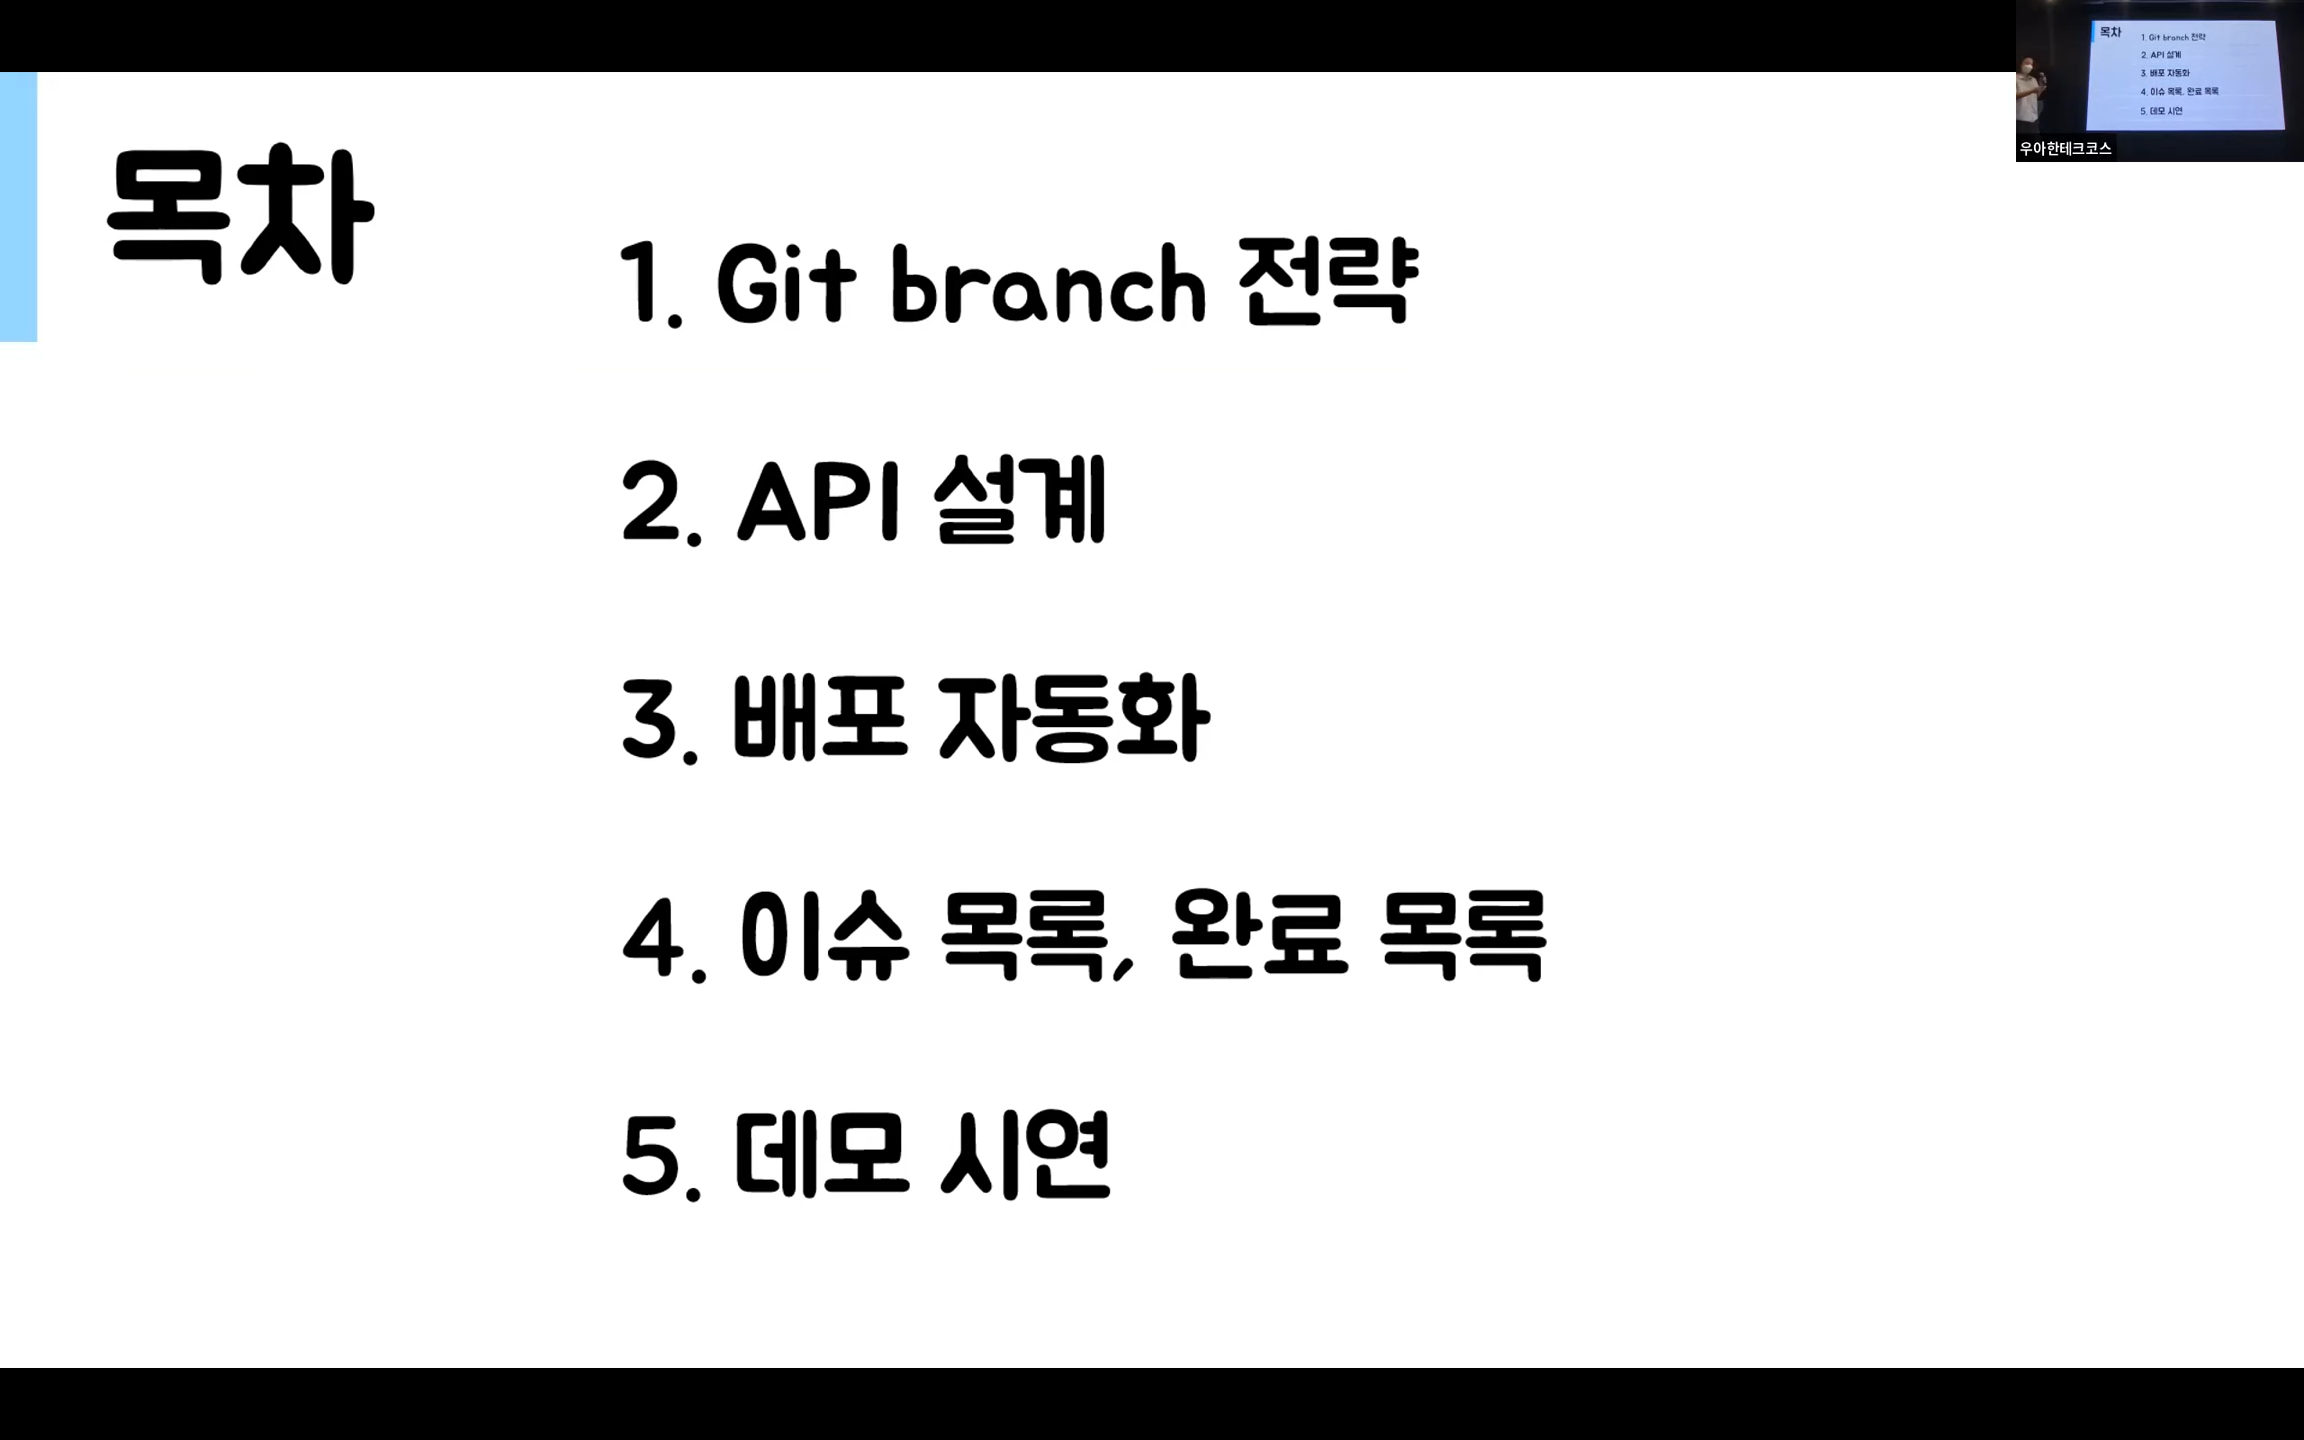 목차
1. Git branch 전략
2. API 설계
3. 배포 자동화
4. 이슈 목록, 완료 목록
5. 데모 시연
목차
1. Git branch 전략
2. API 설계
3. 배포 자동화
4. 이슈 목록, 완료 목록
5. 데모 시연
우아한테크코스